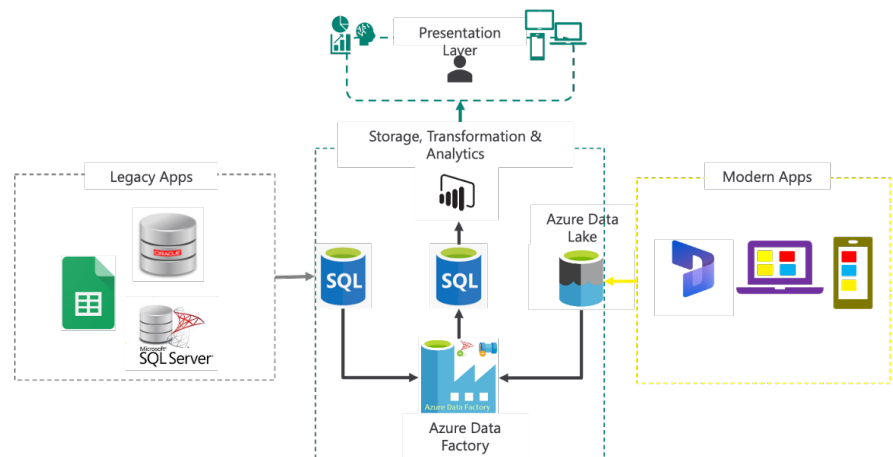 Presentation
Layer
Storage, Transformation &
Analytics
Legacy Apps
Modern Apps
Azure Data
Lake
ORACLE
SQL
SQL
Microsoft
SQL Server
Azure Data Factory
Azure Data
Factory